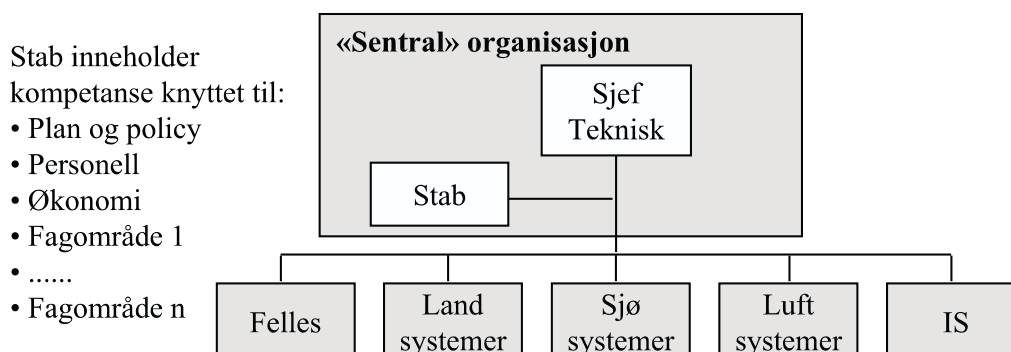 Stab inneholder
kompetanse knyttet til:
• Plan og policy
• Personell
• Økonomi
• Fagområde 1
• ......
• Fagområde n
«Sentral» organisasjon
Sjef
Teknisk
Stab
Felles
Land
systemer
Sjø
systemer
Luft
systemer
IS